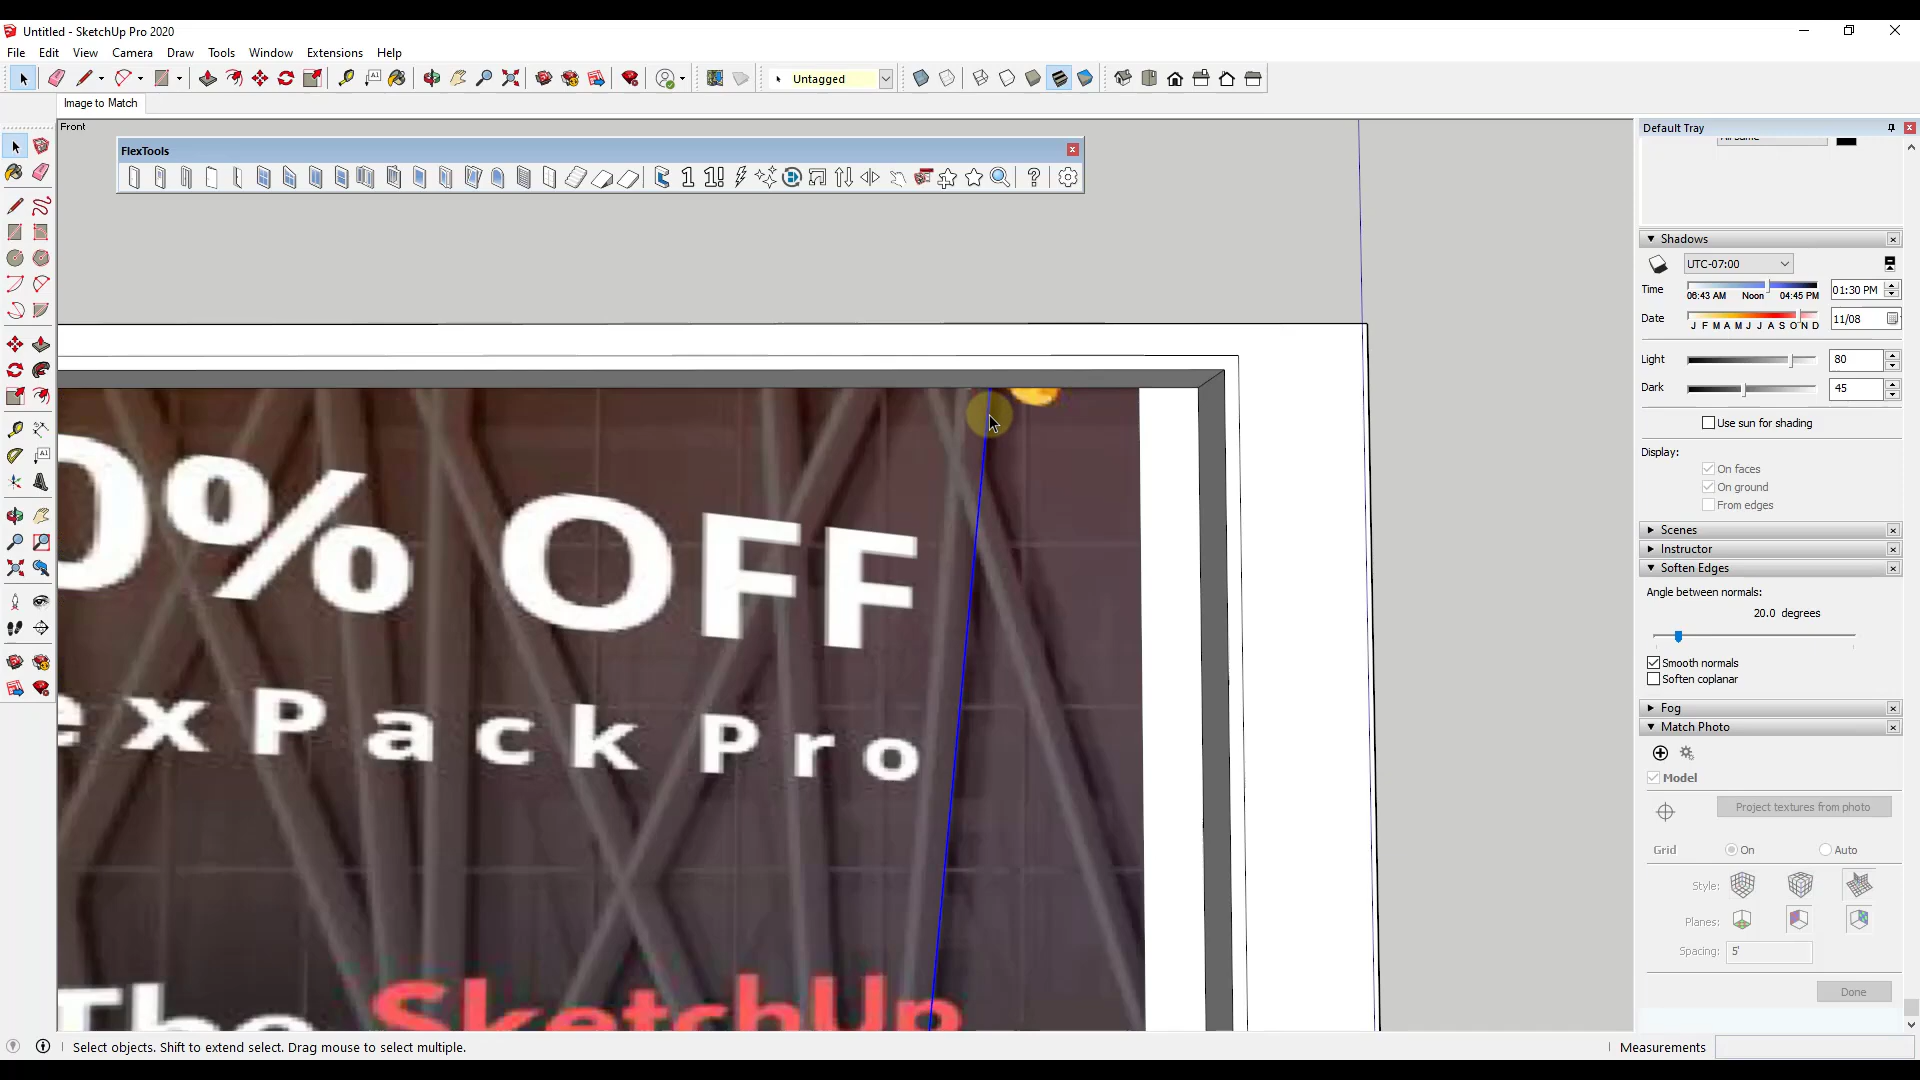 Untitled - SketchUp Pro 2020
File Edit View Camera Draw Tools Window Extensions Help
Untagged
Image to Match
Front
FlexTools
Default Tray
Shadows
UTC-07:00
Time
06:43 AM Noon 04:45 PM
01:30 PM
Date
J F M A M J J A S O N D
11/08
Light 80
Dark 45
Use sun for shading
Display:
On faces
On ground
From edges
Scenes
Instructor
Soften Edges
Angle between normals:
20.0 degrees
Smooth normals
Soften coplanar
Fog
Match Photo
Model
Project textures from photo
Grid On Auto
Style:
Planes:
Spacing: 5'
Done
0% OFF
exPack Pro
The SketchUp
Select objects. Shift to extend select. Drag mouse to select multiple.
Measurements